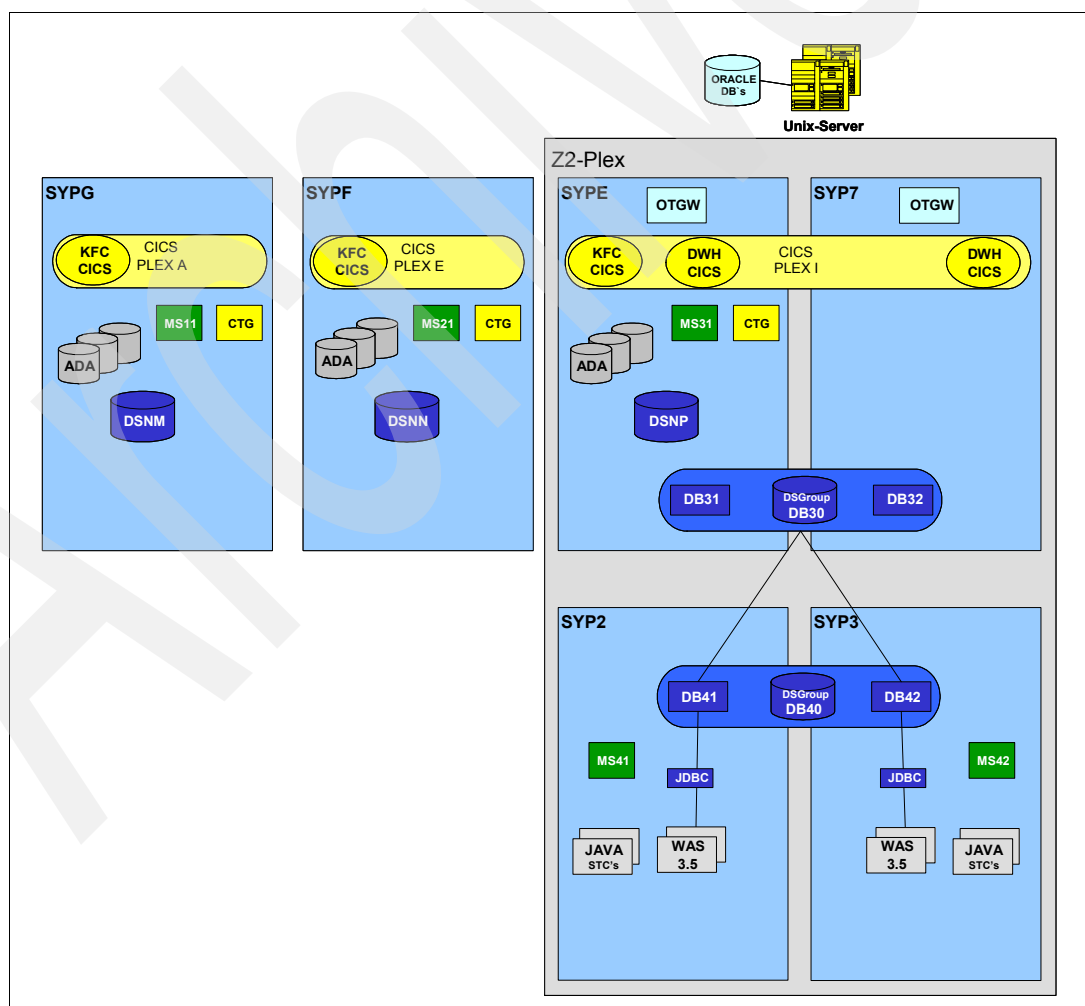 ORACLE
DB`s
Unix-Server
Z2-Plex
SYPG
SYPF
SYPE
SYP7
OTGW
OTGW
KFC
CICS
CICS
PLEX A
KFC
CICS
CICS
PLEX E
KFC
CICS
DWH
CICS
CICS
PLEX I
DWH
CICS
MS11
CTG
MS21
CTG
MS31
CTG
ADA
ADA
ADA
DSNM
DSNN
DSNP
DB31
DSGroup
DB30
DB32
SYP2
SYP3
DB41
DSGroup
DB40
DB42
MS41
JDBC
JDBC
MS42
JAVA
STC's
WAS
3.5
WAS
3.5
JAVA
STC's